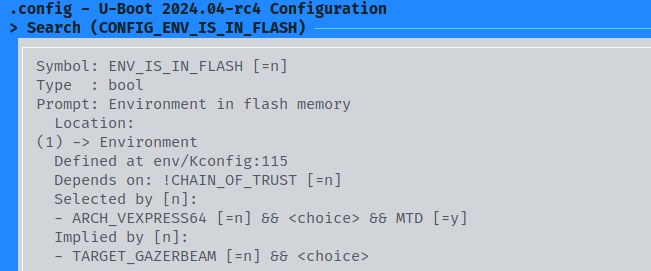 .config - U-Boot 2024.04-rc4 Configuration
> Search (CONFIG_ENV_IS_IN_FLASH)
Symbol: ENV_IS_IN_FLASH [=n]
Type  : bool
Prompt: Environment in flash memory
  Location:
(1) -> Environment
  Defined at env/Kconfig:115
  Depends on: !CHAIN_OF_TRUST [=n]
  Selected by [n]:
  - ARCH_VEXPRESS64 [=n] && <choice> && MTD [=y]
  Implied by [n]:
  - TARGET_GAZERBEAM [=n] && <choice>